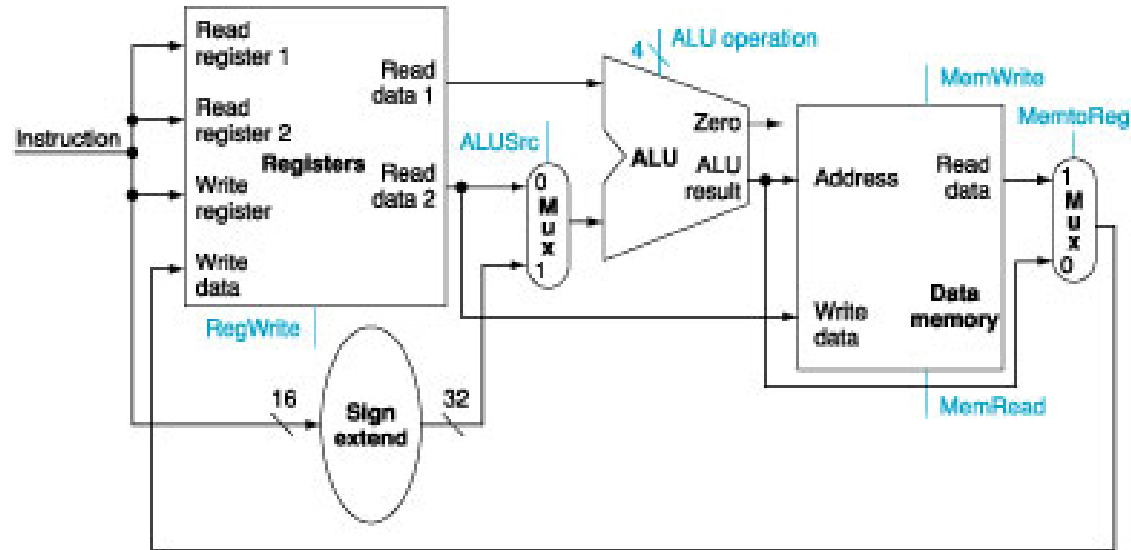 Instruction
Read
register 1
Read
register 2
Registers
Write
register
Write
data
Read
data 1
Read
data 2
RegWrite
16
Sign
extend
32
ALUSrc
0
M
u
x
1
4
ALU operation
Zero
ALU
ALU
result
MemWrite
Address
Read
data
Write
data
Data
memory
MemRead
MemtoReg
1
M
u
x
0